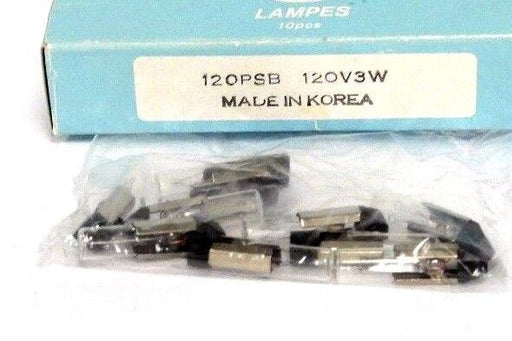 LAMPES
10pcs
120PSB 120V3W
MADE IN KOREA